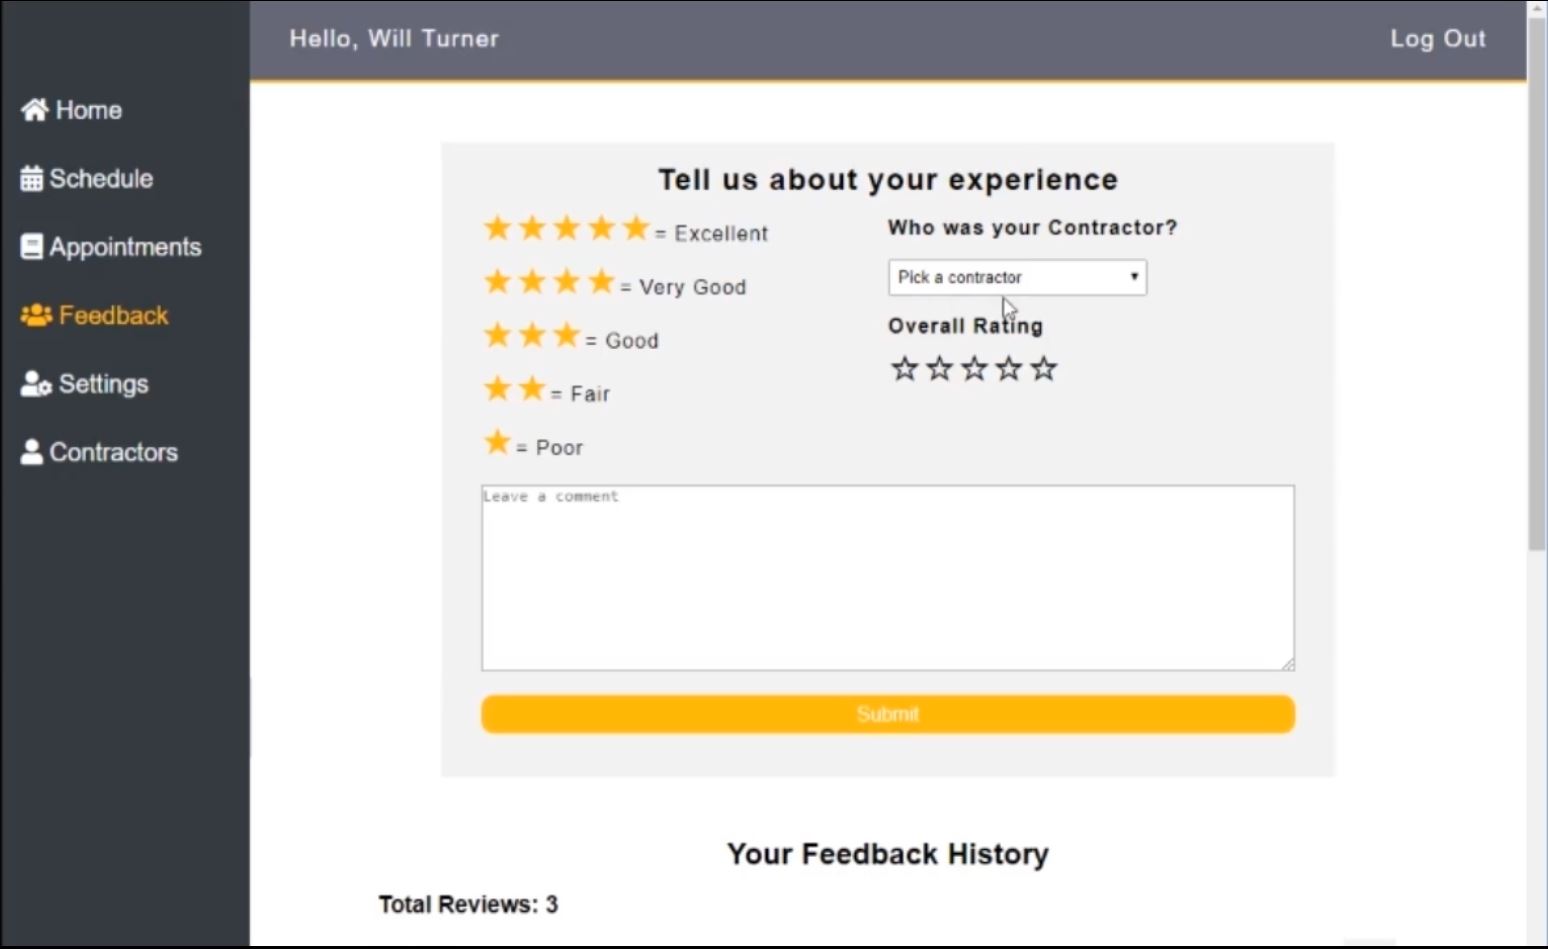 Hello, Will Turner
Log Out
Home
Schedule
Appointments
Feedback
Settings
Contractors
Tell us about your experience
= Excellent
= Very Good
= Good
= Fair
= Poor
Who was your Contractor?
Pick a contractor
Overall Rating
Leave a comment
Submit
Your Feedback History
Total Reviews: 3